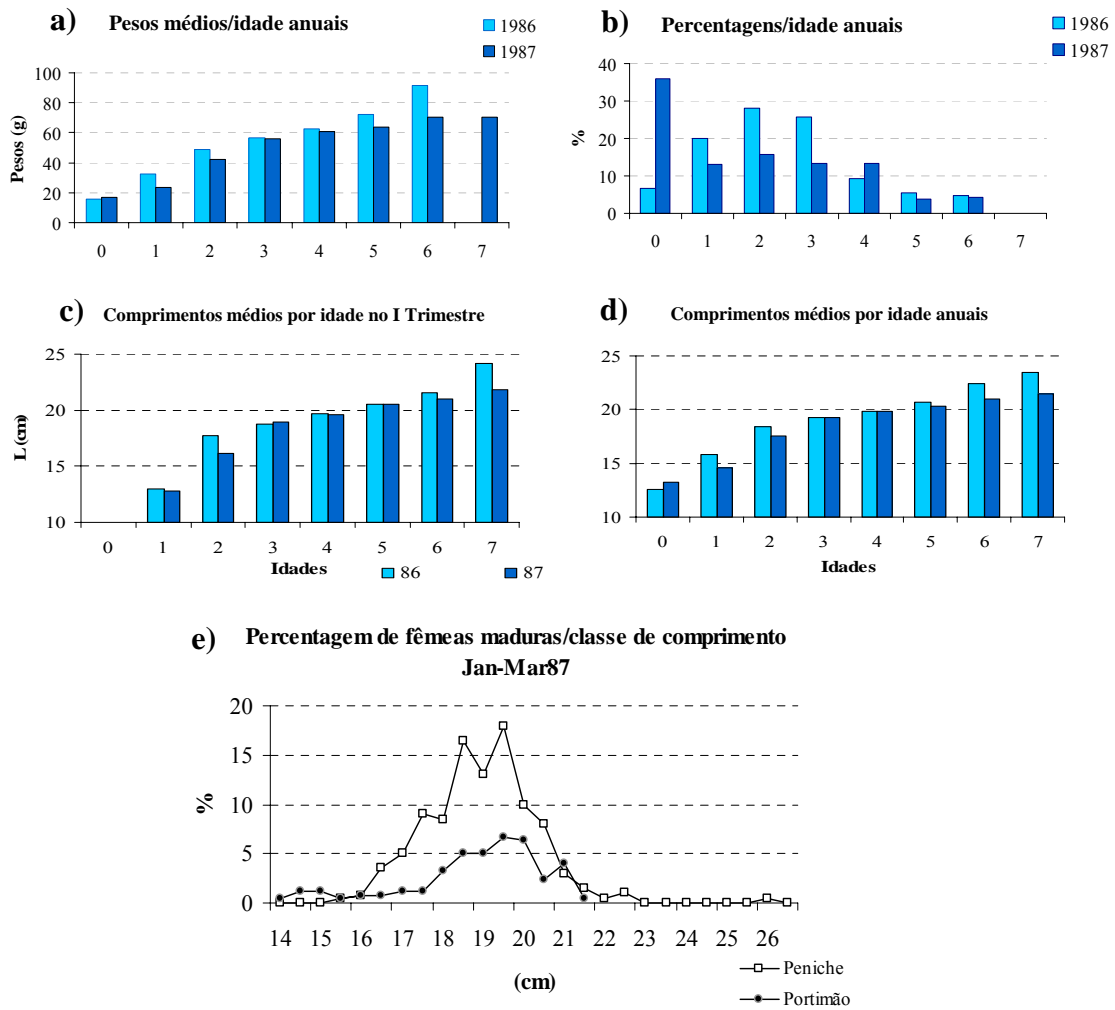 a) Pesos médios/idade anuais
1986
1987
Pesos (g)
100
80
60
40
20
0
0 1 2 3 4 5 6 7
b) Percentagens/idade anuais
1986
1987
%
40
30
20
10
0
0 1 2 3 4 5 6 7
c) Comprimentos médios por idade no I Trimestre
L (cm)
25
20
15
10
0 1 2 3 4 5 6 7
Idades
86 87
d) Comprimentos médios por idade anuais
25
20
15
10
0 1 2 3 4 5 6 7
Idades
e) Percentagem de fêmeas maduras/classe de comprimento
Jan-Mar87
%
20
15
10
5
0
14 15 16 17 18 19 20 21 22 23 24 25 26
(cm)
Peniche
Portimão